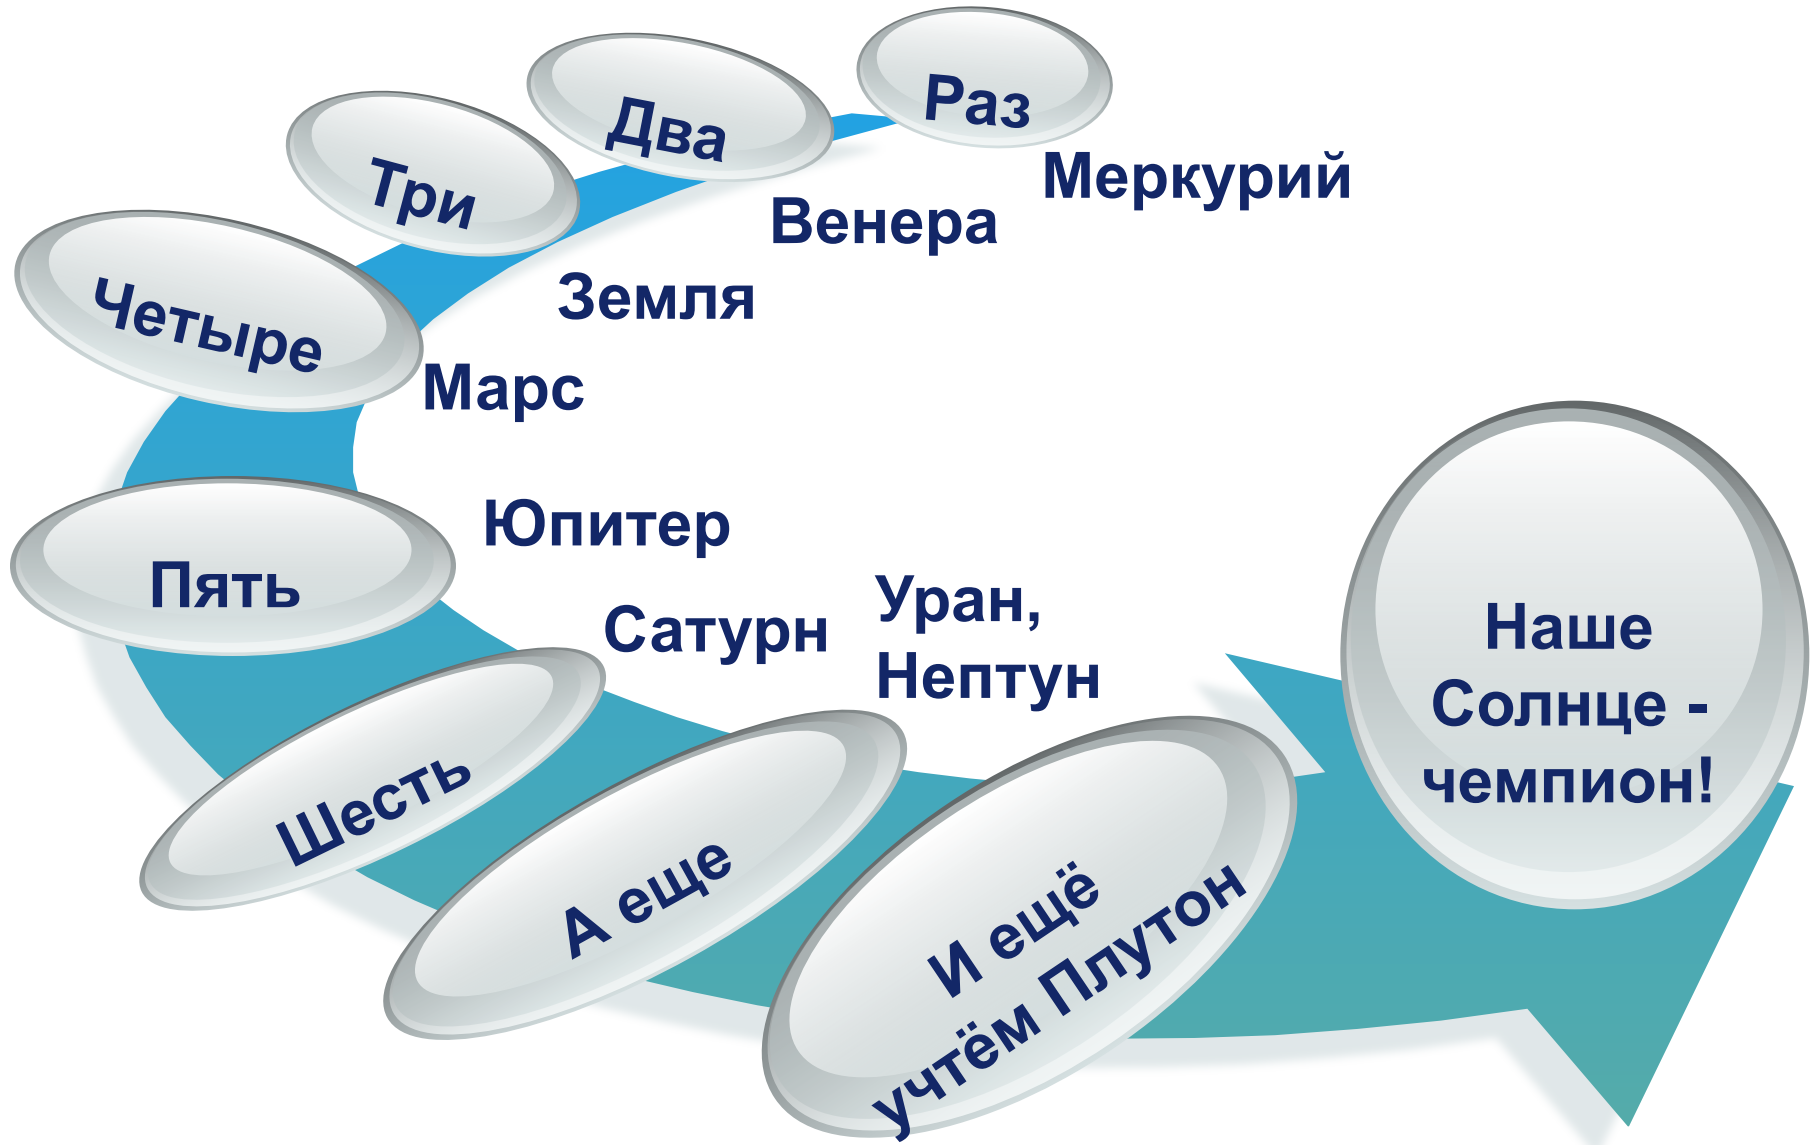 Раз
Меркурий
Два
Венера
Три
Земля
Четыре
Марс
Пять
Юпитер
Шесть
Сатурн
А еще
Уран,
Нептун
И ещё
учтём Плутон
Наше
Солнце -
чемпион!